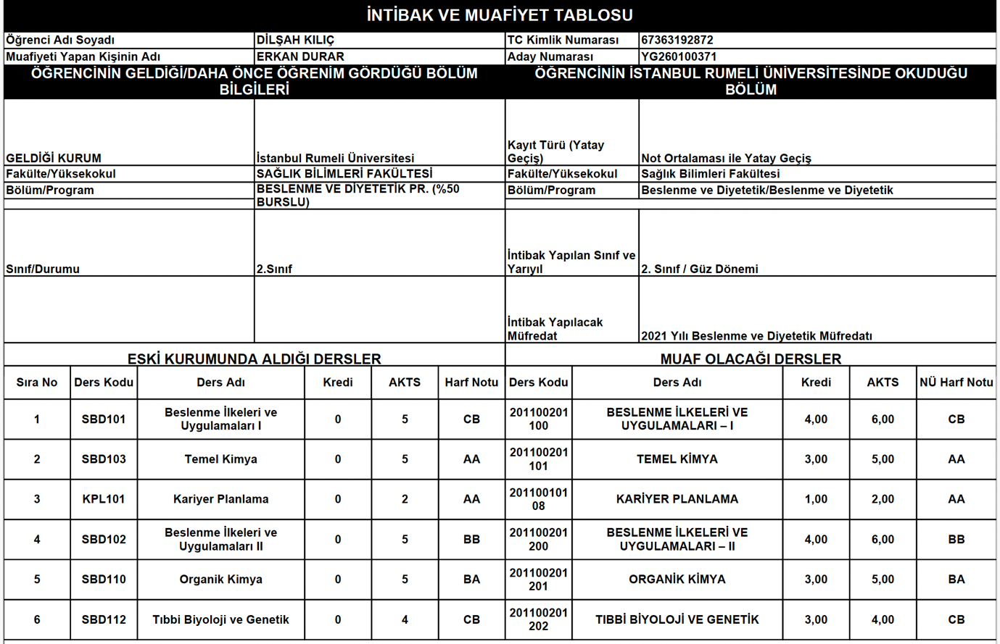 İNTİBAK VE MUAFİYET TABLOSU
Öğrenci Adı Soyadı DİLŞAH KILIÇ TC Kimlik Numarası 67363192872
Muafiyeti Yapan Kişinin Adı ERKAN DURAR Aday Numarası YG260100371
ÖĞRENCİNİN GELDİĞİ/DAHA ÖNCE ÖĞRENİM GÖRDÜĞÜ BÖLÜM
BİLGİLERİ
ÖĞRENCİNİN İSTANBUL RUMELİ ÜNİVERSİTESİNDE OKUDUĞU
BÖLÜM
GELDİĞİ KURUM İstanbul Rumeli Üniversitesi
Kayıt Türü (Yatay
Geçiş)
Not Ortalaması ile Yatay Geçiş
Fakülte/Yüksekokul SAĞLIK BİLİMLERİ FAKÜLTESİ Fakülte/Yüksekokul Sağlık Bilimleri Fakültesi
Bölüm/Program
BESLENME VE DİYETETİK PR. (%50
BURSLU)
Bölüm/Program Beslenme ve Diyetetik/Beslenme ve Diyetetik
Sınıf/Durumu 2.Sınıf
İntibak Yapılan Sınıf ve
Yarıyıl
2. Sınıf / Güz Dönemi
İntibak Yapılacak
Müfredat
2021 Yılı Beslenme ve Diyetetik Müfredatı
ESKİ KURUMUNDA ALDIĞI DERSLER MUAF OLACAĞI DERSLER
Sıra No Ders Kodu Ders Adı Kredi AKTS Harf Notu Ders Kodu Ders Adı Kredi AKTS NÜ Harf Notu
1 SBD101
Beslenme İlkeleri ve
Uygulamaları I
0 5 CB
201100201
100
BESLENME İLKELERİ VE
UYGULAMALARI – I
4,00 6,00 CB
2 SBD103 Temel Kimya 0 5 AA
201100201
101
TEMEL KİMYA 3,00 5,00 AA
3 KPL101 Kariyer Planlama 0 2 AA
201100101
08
KARİYER PLANLAMA 1,00 2,00 AA
4 SBD102
Beslenme İlkeleri ve
Uygulamaları II
0 5 BB
201100201
200
BESLENME İLKELERİ VE
UYGULAMALARI – II
4,00 6,00 BB
5 SBD110 Organik Kimya 0 5 BA
201100201
201
ORGANİK KİMYA 3,00 5,00 BA
6 SBD112 Tıbbi Biyoloji ve Genetik 0 4 CB
201100201
202
TIBBİ BİYOLOJİ VE GENETİK 3,00 4,00 CB